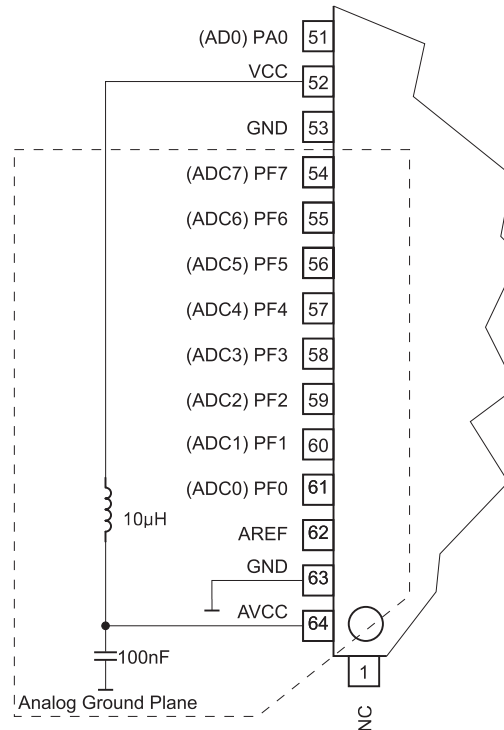 (AD0) PA0 51
VCC 52
GND 53
(ADC7) PF7 54
(ADC6) PF6 55
(ADC5) PF5 56
(ADC4) PF4 57
(ADC3) PF3 58
(ADC2) PF2 59
(ADC1) PF1 60
(ADC0) PF0 61
10µH
AREF 62
GND 63
AVCC 64
100nF
1
Analog Ground Plane
NC